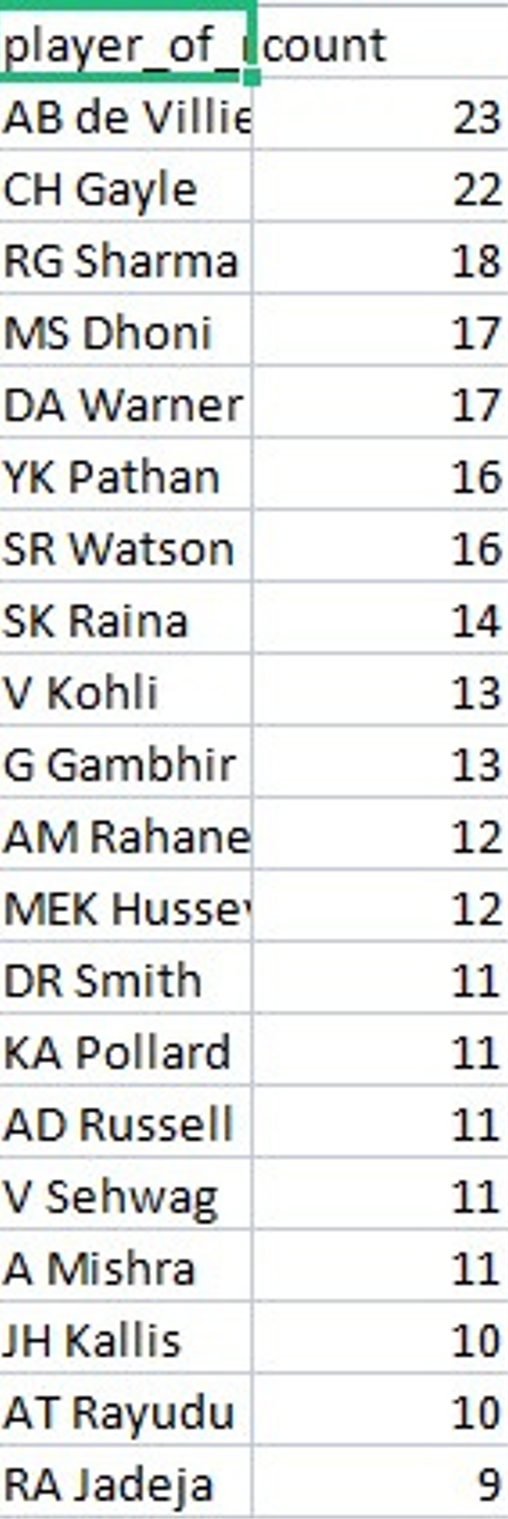 player_of_ count
AB de Villie 23
CH Gayle 22
RG Sharma 18
MS Dhoni 17
DA Warner 17
YK Pathan 16
SR Watson 16
SK Raina 14
V Kohli 13
G Gambhir 13
AM Rahane 12
MEK Hussey 12
DR Smith 11
KA Pollard 11
AD Russell 11
V Sehwag 11
A Mishra 11
JH Kallis 10
AT Rayudu 10
RA Jadeja 9